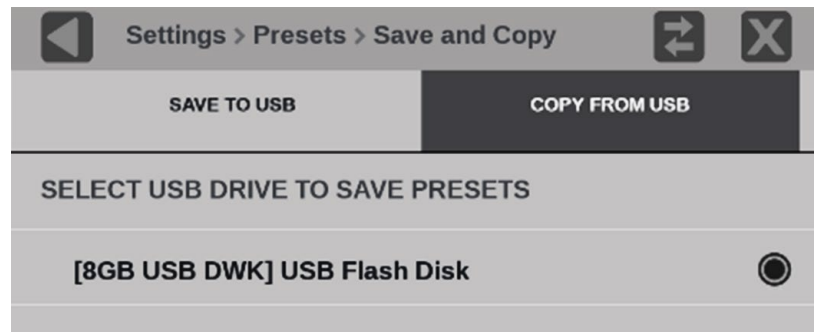 Settings > Presets > Save and Copy
SAVE TO USB
COPY FROM USB
SELECT USB DRIVE TO SAVE PRESETS
[8GB USB DWK] USB Flash Disk